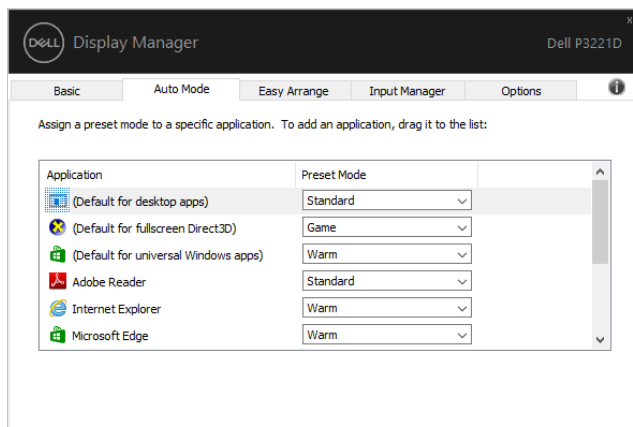 DELL Display Manager Dell P3221D
Basic Auto Mode Easy Arrange Input Manager Options
Assign a preset mode to a specific application. To add an application, drag it to the list:
Application Preset Mode
(Default for desktop apps) Standard
(Default for fullscreen Direct3D) Game
(Default for universal Windows apps) Warm
Adobe Reader Standard
Internet Explorer Warm
Microsoft Edge Warm